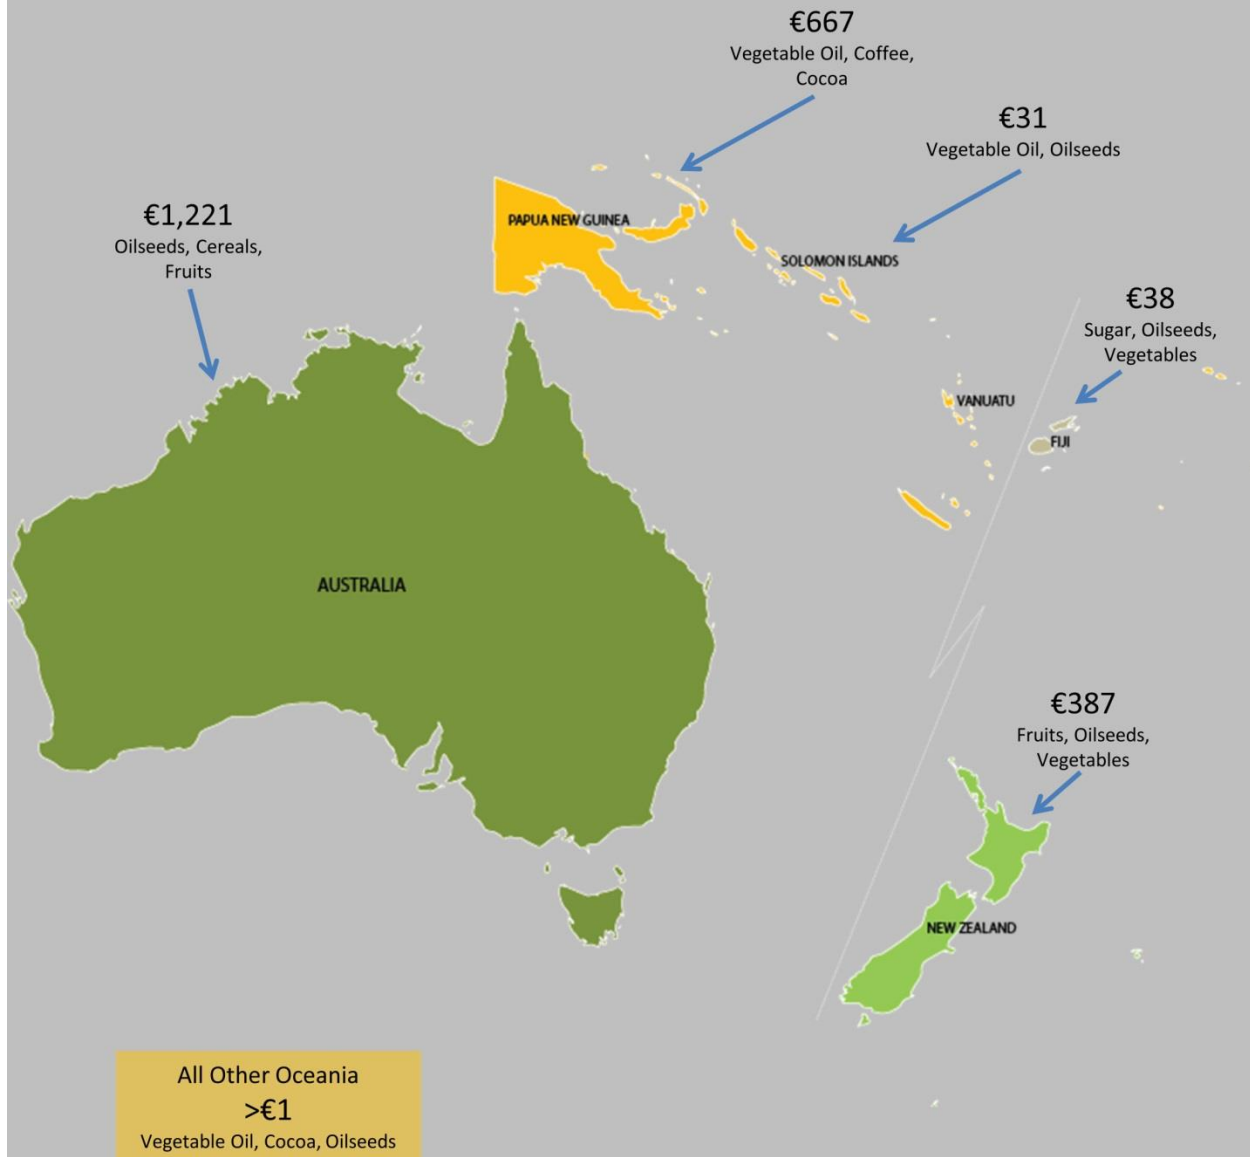 €667
Vegetable Oil, Coffee,
Cocoa
€31
Vegetable Oil, Oilseeds
€1,221
Oilseeds, Cereals,
Fruits
PAPUA NEW GUINEA
SOLOMON ISLANDS
€38
Sugar, Oilseeds,
Vegetables
VANUATU
FIJI
AUSTRALIA
€387
Fruits, Oilseeds,
Vegetables
NEW ZEALAND
All Other Oceania
>€1
Vegetable Oil, Cocoa, Oilseeds